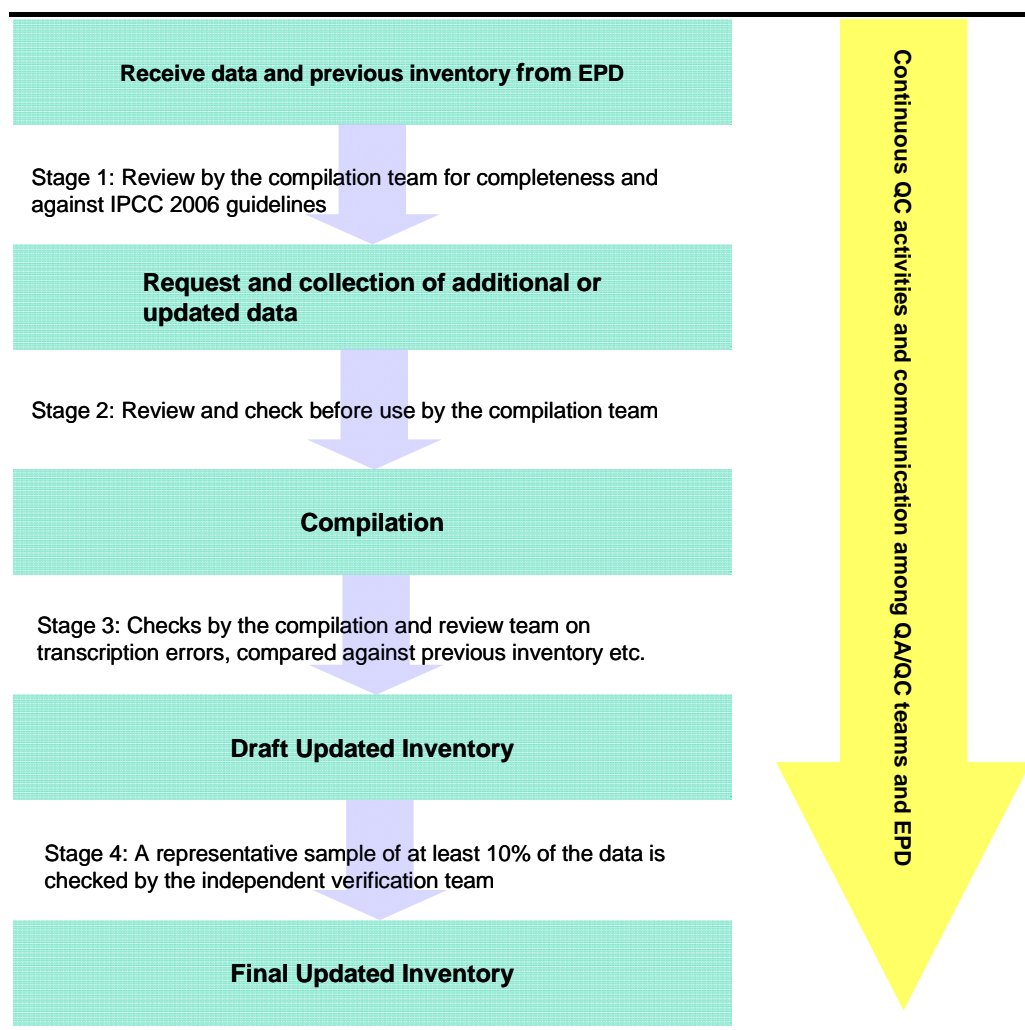 Receive data and previous inventory from EPD
Stage 1: Review by the compilation team for completeness and
against IPCC 2006 guidelines
Request and collection of additional or
updated data
Stage 2: Review and check before use by the compilation team
Compilation
Stage 3: Checks by the compilation and review team on
transcription errors, compared against previous inventory etc.
Draft Updated Inventory
Stage 4: A representative sample of at least 10% of the data is
checked by the independent verification team
Final Updated Inventory
Continuous QC activities and communication among QA/QC teams and EPD